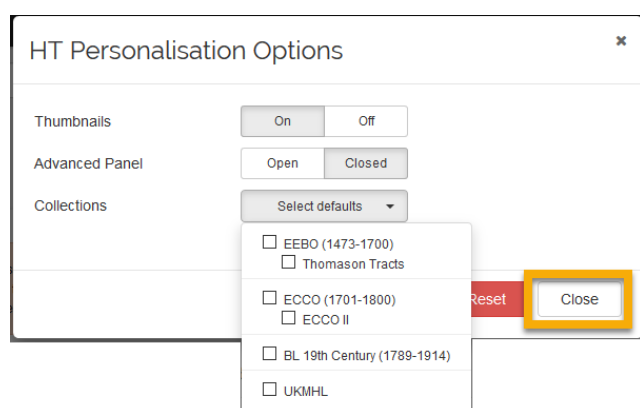 HT Personalisation Options ×
Thumbnails On Off
Advanced Panel Open Closed
Collections Select defaults
EEBO (1473-1700)
Thomason Tracts
ECCO (1701-1800)
ECCO II
Reset Close
BL 19th Century (1789-1914)
UKMHL